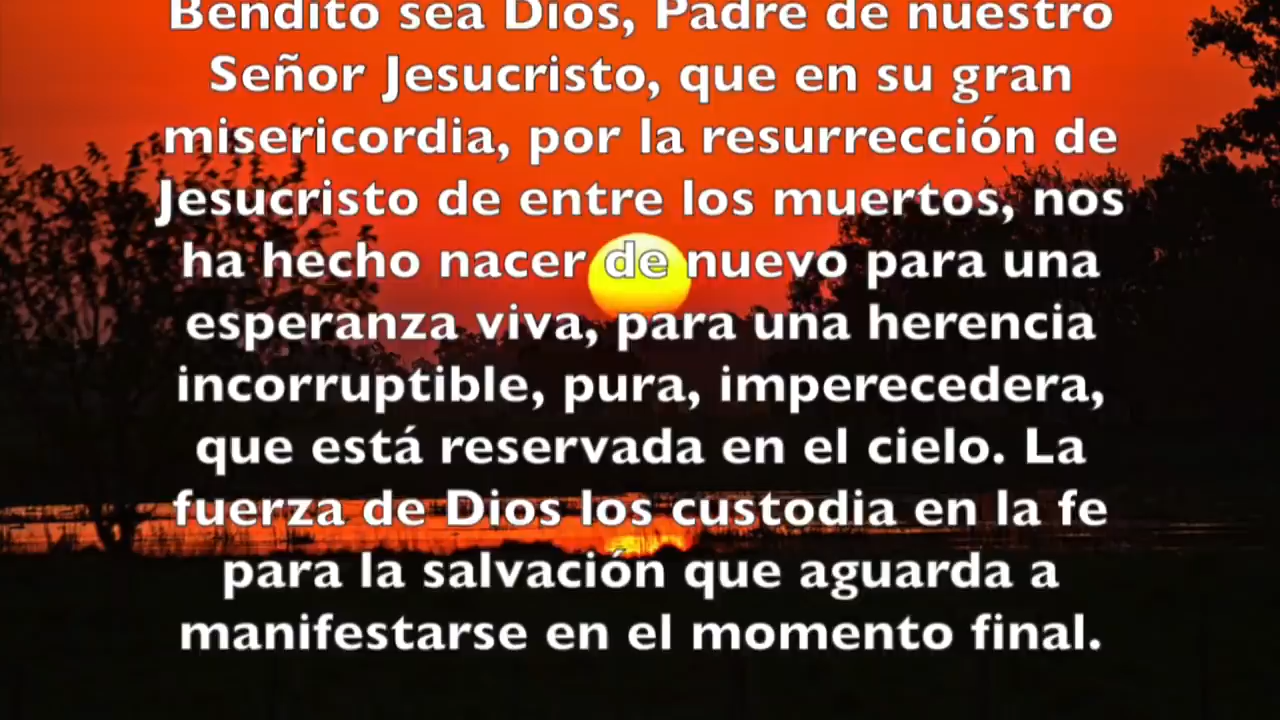 Bendito sea Dios, Padre de nuestro
Señor Jesucristo, que en su gran
misericordia, por la resurrección de
Jesucristo de entre los muertos, nos
ha hecho nacer de nuevo para una
esperanza viva, para una herencia
incorruptible, pura, imperecedera,
que está reservada en el cielo. La
fuerza de Dios los custodia en la fe
para la salvación que aguarda a
manifestarse en el momento final.